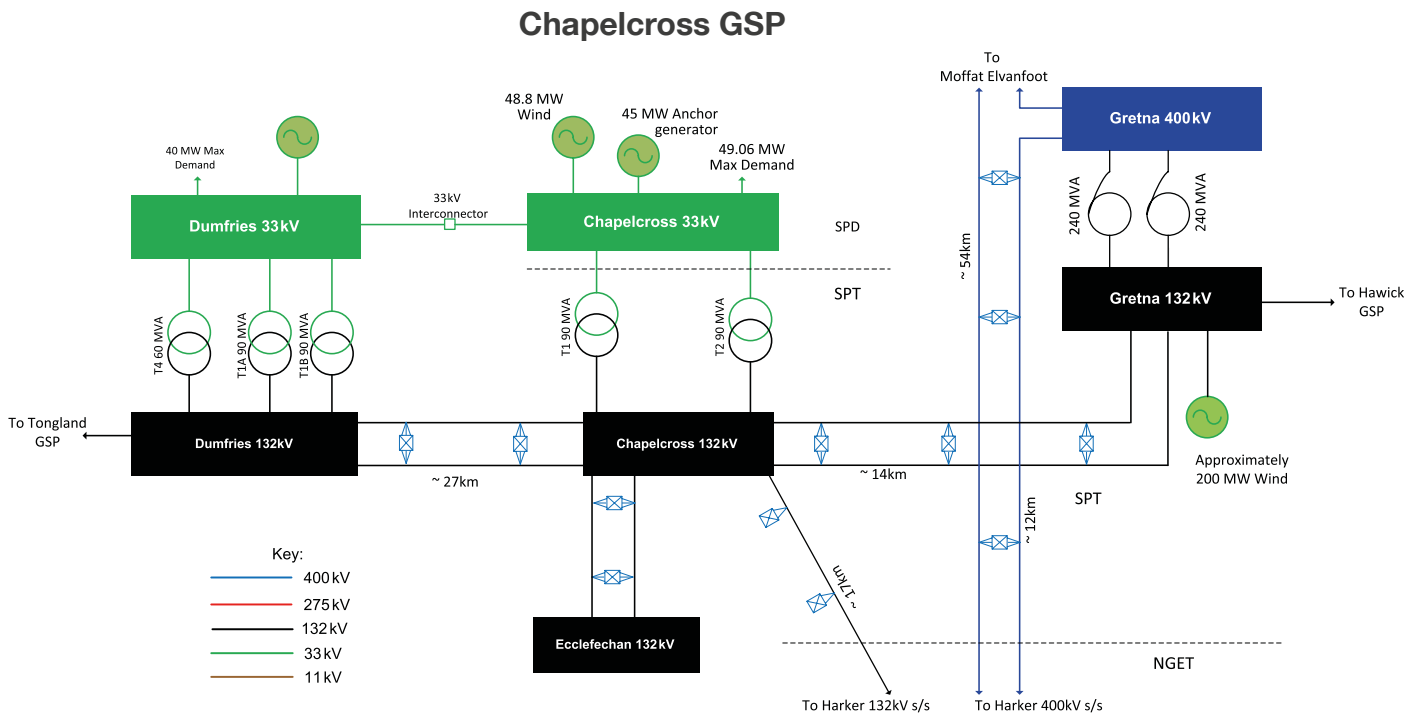 Chapelcross GSP
To
Moffat Elvanfoot
48.8 MW
Wind
45 MW Anchor
generator
49.06 MW
Max Demand
40 MW Max
Demand
Gretna 400kV
240 MVA
240 MVA
33kV
Interconnector
Dumfries 33kV
Chapelcross 33kV
SPD
SPT
~ 54km
Gretna 132kV
To Hawick
GSP
T4 60 MVA
T1A 90 MVA
T1B 90 MVA
T1 90 MVA
T2 90 MVA
To Tongland
GSP
Dumfries 132kV
Chapelcross 132kV
~ 27km
~ 14km
Approximately
200 MW Wind
SPT
~ 12km
~ 17km
Key:
400kV
275kV
132kV
33kV
11kV
Ecclefechan 132kV
NGET
To Harker 132kV s/s
To Harker 400kV s/s